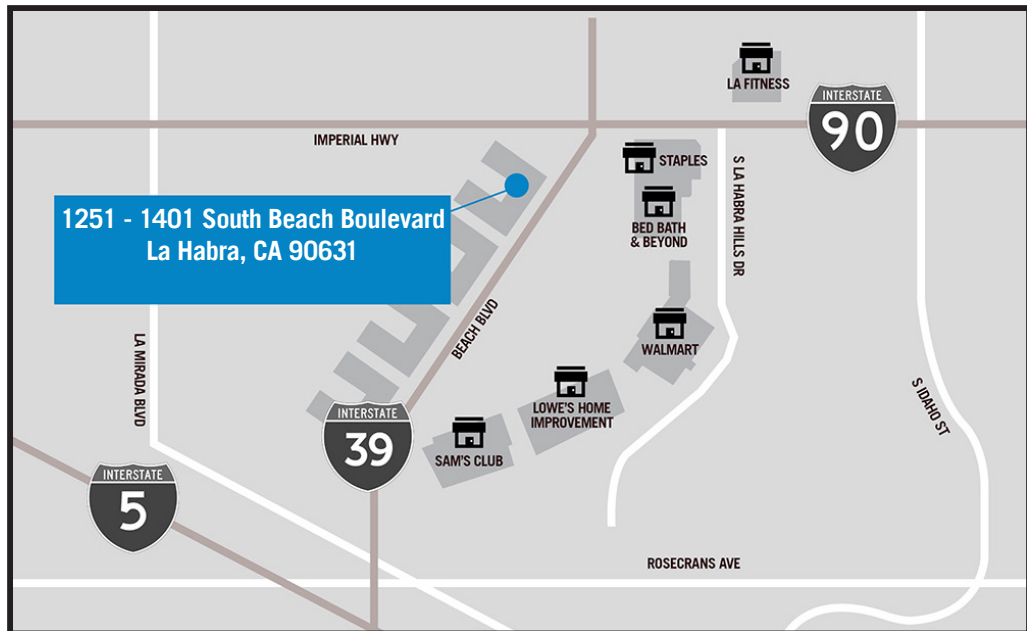 LA FITNESS
INTERSTATE
90
IMPERIAL HWY
STAPLES
S LA HABRA HILLS DR
BED BATH
& BEYOND
1251 - 1401 South Beach Boulevard
La Habra, CA 90631
BEACH BLVD
LA MIRADA BLVD
WALMART
S IDAHO ST
LOWE'S HOME
IMPROVEMENT
INTERSTATE
39
SAM'S CLUB
INTERSTATE
5
ROSECRANS AVE